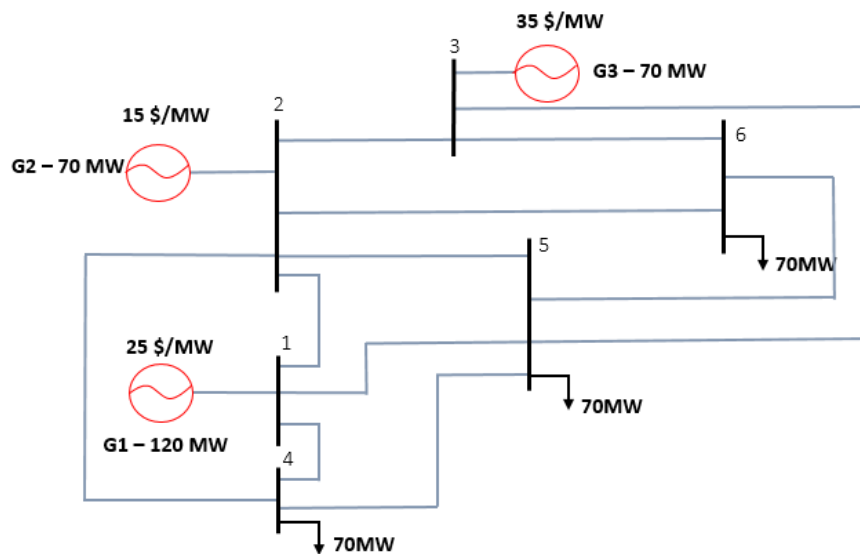 35 $/MW
3
G3 – 70 MW
2
15 $/MW
6
G2 – 70 MW
5
70MW
25 $/MW
1
70MW
G1 – 120 MW
4
70MW